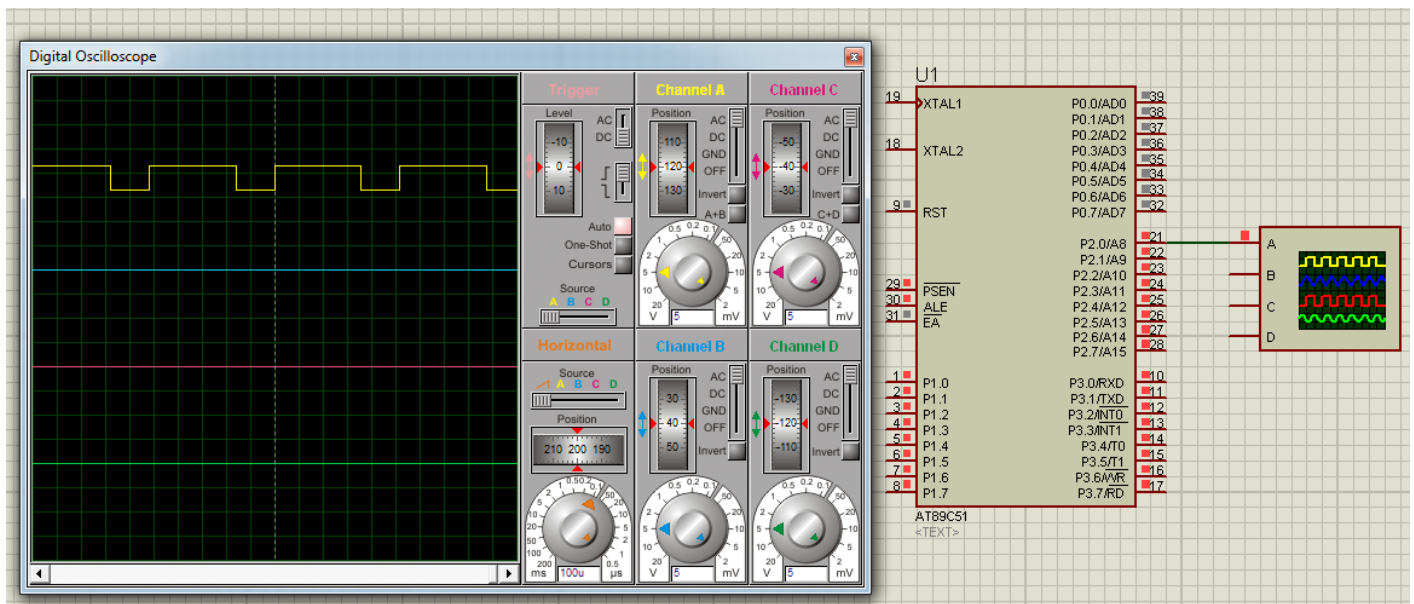 Digital Oscilloscope
Trigger
Level
AC
DC
-10
0
10
Auto
One-Shot
Cursors
Source
A B C D
Channel A
Position
AC
DC
GND
OFF
Invert
A+B
-110
-120
-130
V 5 mV
Channel C
Position
AC
DC
GND
OFF
Invert
C+D
-50
-40
-30
V 5 mV
Horizontal
Source
A B C D
Position
210 200 190
ms 100u µs
Channel B
Position
AC
DC
GND
OFF
Invert
30
40
50
V 5 mV
Channel D
Position
AC
DC
GND
OFF
Invert
-130
-120
-110
V 5 mV
U1
19 XTAL1
18 XTAL2
9 RST
29 PSEN
30 ALE
31 EA
1 P1.0
2 P1.1
3 P1.2
4 P1.3
5 P1.4
6 P1.5
7 P1.6
8 P1.7
P0.0/AD0 39
P0.1/AD1 38
P0.2/AD2 37
P0.3/AD3 36
P0.4/AD4 35
P0.5/AD5 34
P0.6/AD6 33
P0.7/AD7 32
P2.0/A8 21
P2.1/A9 22
P2.2/A10 23
P2.3/A11 24
P2.4/A12 25
P2.5/A13 26
P2.6/A14 27
P2.7/A15 28
P3.0/RXD 10
P3.1/TXD 11
P3.2/INT0 12
P3.3/INT1 13
P3.4/T0 14
P3.5/T1 15
P3.6/WR 16
P3.7/RD 17
AT89C51
<TEXT>
A
B
C
D